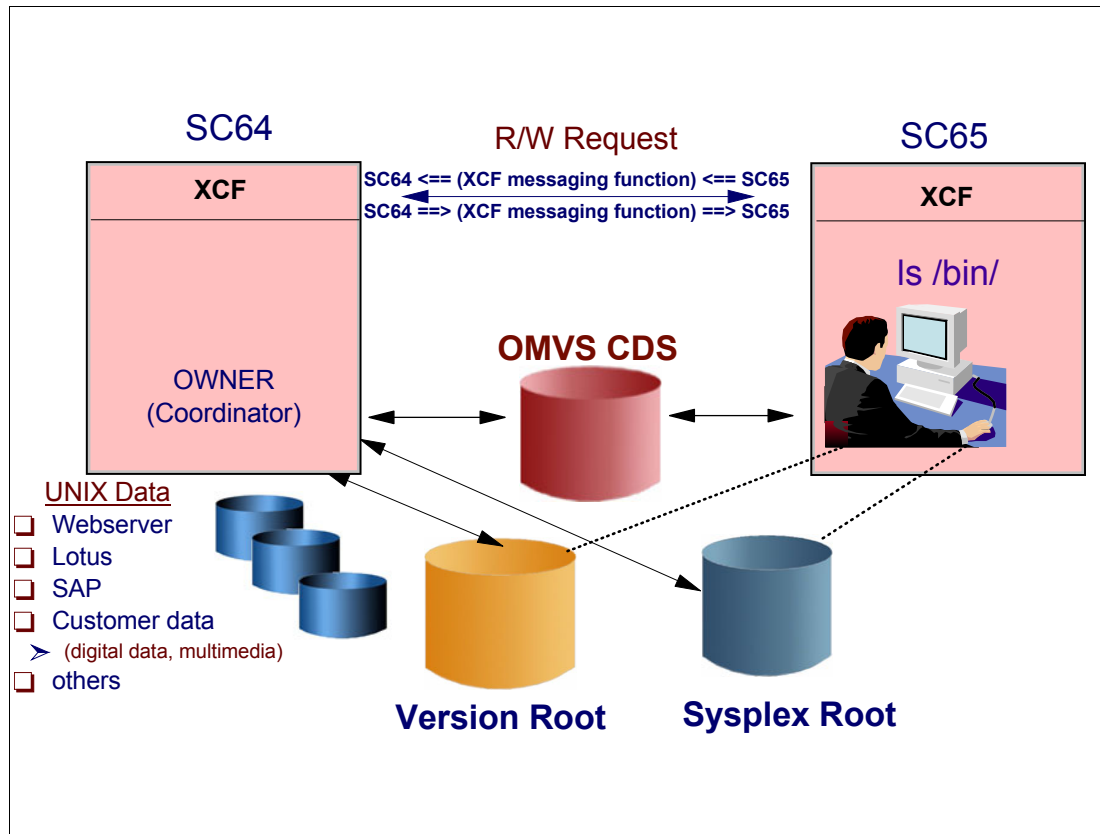 SC64
R/W Request
SC65
XCF
SC64 <== (XCF messaging function) <== SC65
SC64 ==> (XCF messaging function) ==> SC65
XCF
ls /bin/
OMVS CDS
OWNER
(Coordinator)
UNIX Data
Webserver
Lotus
SAP
Customer data
(digital data, multimedia)
others
Version Root
Sysplex Root